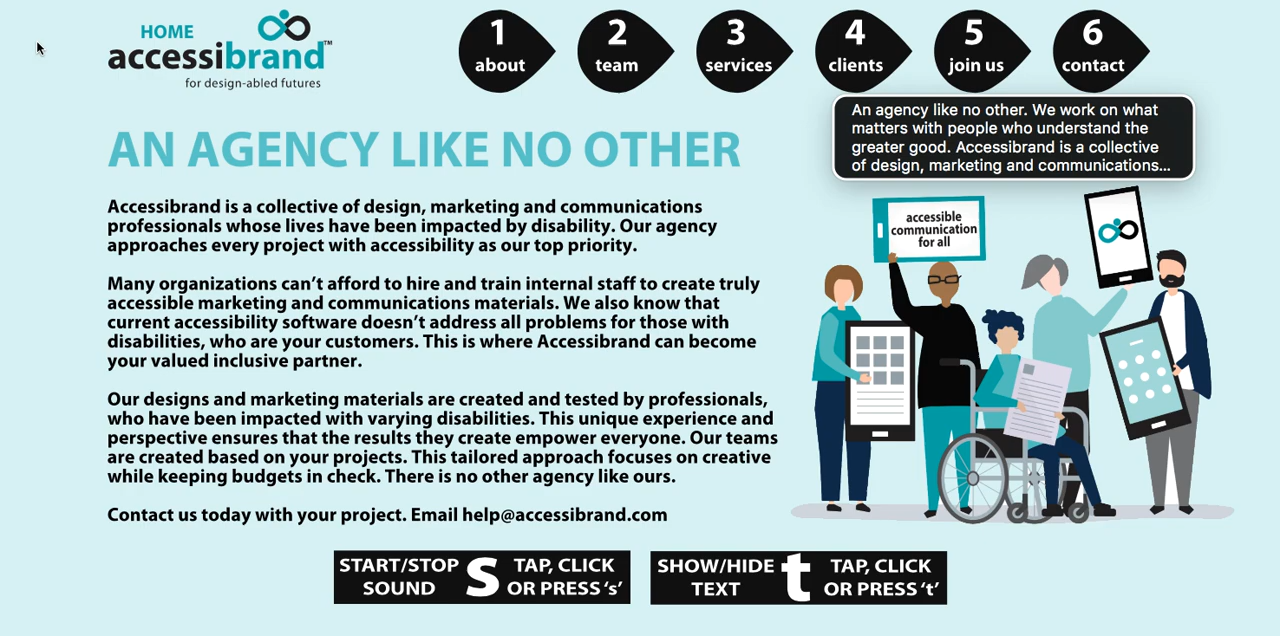 HOME
accessibrand™
for design-abled futures
1
about
2
team
3
services
4
clients
5
join us
6
contact
An agency like no other. We work on what
matters with people who understand the
greater good. Accessibrand is a collective
of design, marketing and communications...
AN AGENCY LIKE NO OTHER
Accessibrand is a collective of design, marketing and communications
professionals whose lives have been impacted by disability. Our agency
approaches every project with accessibility as our top priority.
Many organizations can't afford to hire and train internal staff to create truly
accessible marketing and communications materials. We also know that
current accessibility software doesn't address all problems for those with
disabilities, who are your customers. This is where Accessibrand can become
your valued inclusive partner.
Our designs and marketing materials are created and tested by professionals,
who have been impacted with varying disabilities. This unique experience and
perspective ensures that the results they create empower everyone. Our teams
are created based on your projects. This tailored approach focuses on creative
while keeping budgets in check. There is no other agency like ours.
Contact us today with your project. Email help@accessibrand.com
accessible
communication
for all
START/STOP
SOUND
s
TAP, CLICK
OR PRESS 's'
SHOW/HIDE
TEXT
t
TAP, CLICK
OR PRESS 't'